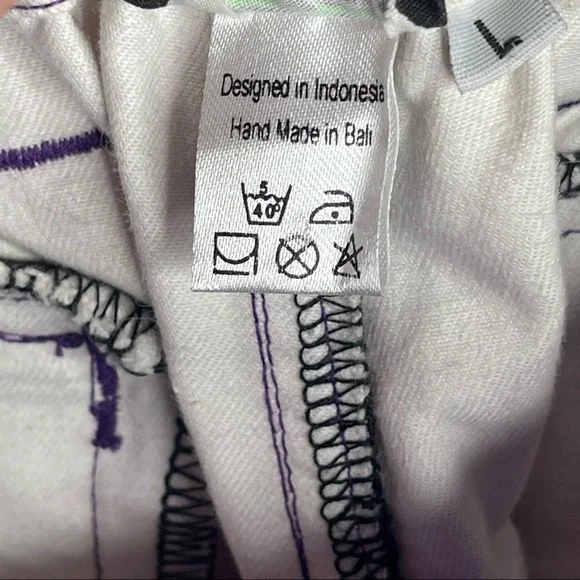 L
Designed in Indonesia
Hand Made in Bali
5
40°